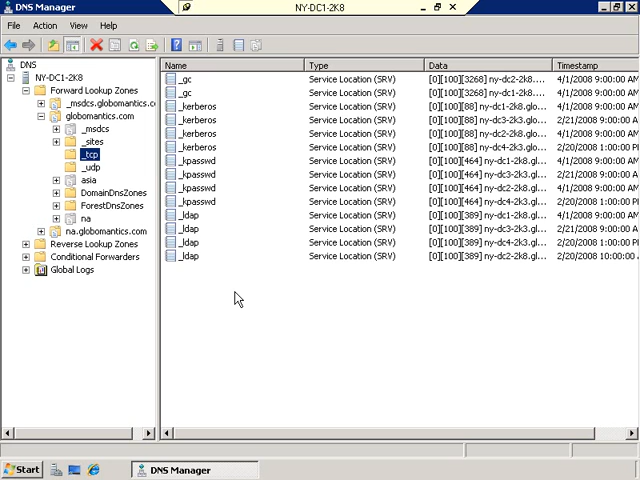 DNS Manager
NY-DC1-2K8
File Action View Help
DNS
NY-DC1-2K8
Forward Lookup Zones
_msdcs.globomantics.co
globomantics.com
_msdcs
_sites
_tcp
_udp
asia
DomainDnsZones
ForestDnsZones
na
na.globomantics.com
Reverse Lookup Zones
Conditional Forwarders
Global Logs
Name Type Data Timestamp
_gc Service Location (SRV) [0][100][3268] ny-dc2-2k8.... 4/1/2008 9:00:00 AM
_gc Service Location (SRV) [0][100][3268] ny-dc1-2k8.... 4/1/2008 9:00:00 AM
_kerberos Service Location (SRV) [0][100][88] ny-dc1-2k8.glo... 4/1/2008 9:00:00 AM
_kerberos Service Location (SRV) [0][100][88] ny-dc3-2k3.glo... 2/21/2008 9:00:00 A
_kerberos Service Location (SRV) [0][100][88] ny-dc2-2k8.glo... 4/1/2008 9:00:00 AM
_kerberos Service Location (SRV) [0][100][88] ny-dc4-2k3.glo... 2/20/2008 1:00:00 P
_kpasswd Service Location (SRV) [0][100][464] ny-dc1-2k8.gl... 4/1/2008 9:00:00 AM
_kpasswd Service Location (SRV) [0][100][464] ny-dc3-2k3.gl... 2/21/2008 9:00:00 A
_kpasswd Service Location (SRV) [0][100][464] ny-dc2-2k8.gl... 4/1/2008 9:00:00 AM
_kpasswd Service Location (SRV) [0][100][464] ny-dc4-2k3.gl... 2/20/2008 1:00:00 P
_ldap Service Location (SRV) [0][100][389] ny-dc1-2k8.gl... 4/1/2008 9:00:00 AM
_ldap Service Location (SRV) [0][100][389] ny-dc3-2k3.gl... 2/21/2008 9:00:00 A
_ldap Service Location (SRV) [0][100][389] ny-dc4-2k3.gl... 2/20/2008 1:00:00 P
_ldap Service Location (SRV) [0][100][389] ny-dc2-2k8.gl... 2/20/2008 10:00:00
Start DNS Manager